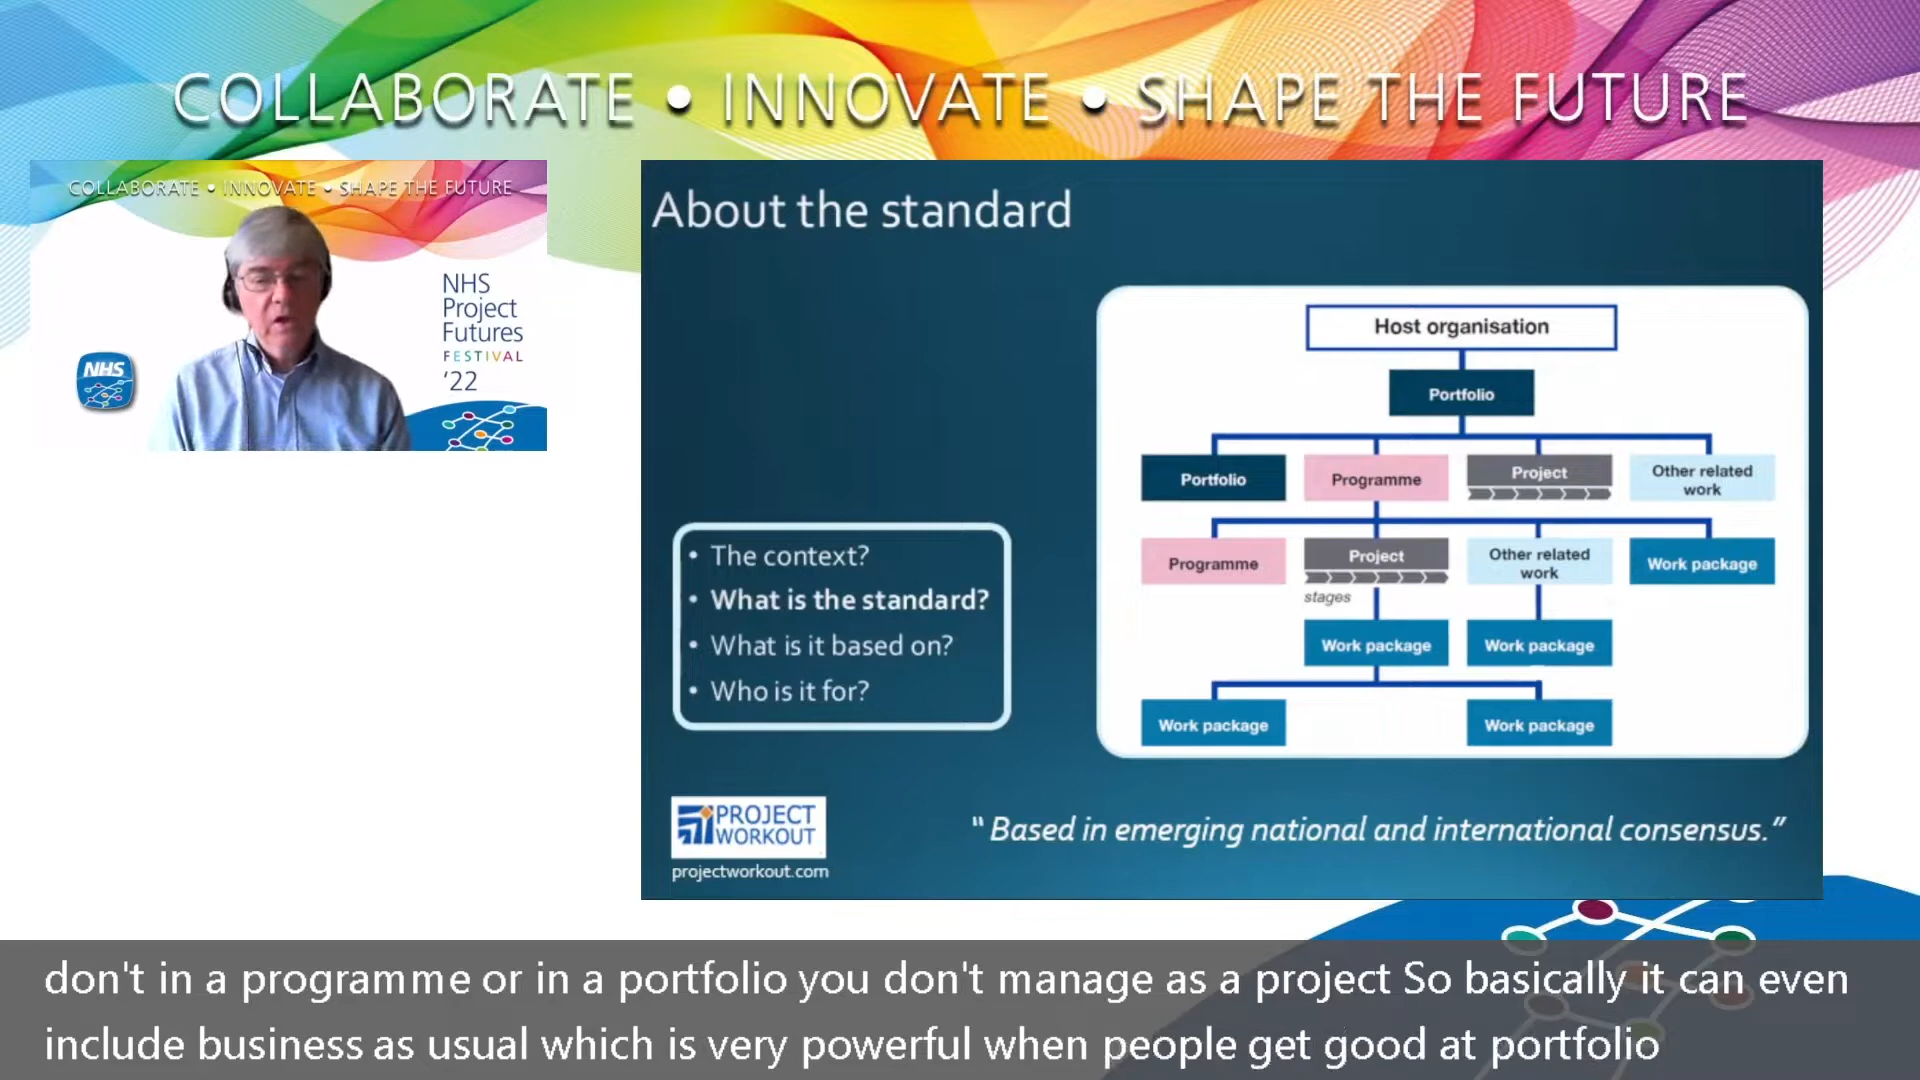 COLLABORATE • INNOVATE • SHAPE THE FUTURE
COLLABORATE • INNOVATE • SHAPE THE FUTURE
NHS
Project
Futures
FESTIVAL
'22
NHS
About the standard
• The context?
• What is the standard?
• What is it based on?
• Who is it for?
Host organisation
Portfolio
Portfolio
Programme
Project
Other related
work
Programme
Project
stages
Other related
work
Work package
Work package
Work package
Work package
Work package
PROJECT
WORKOUT
projectworkout.com
“ Based in emerging national and international consensus.”
don't in a programme or in a portfolio you don't manage as a project So basically it can even
include business as usual which is very powerful when people get good at portfolio